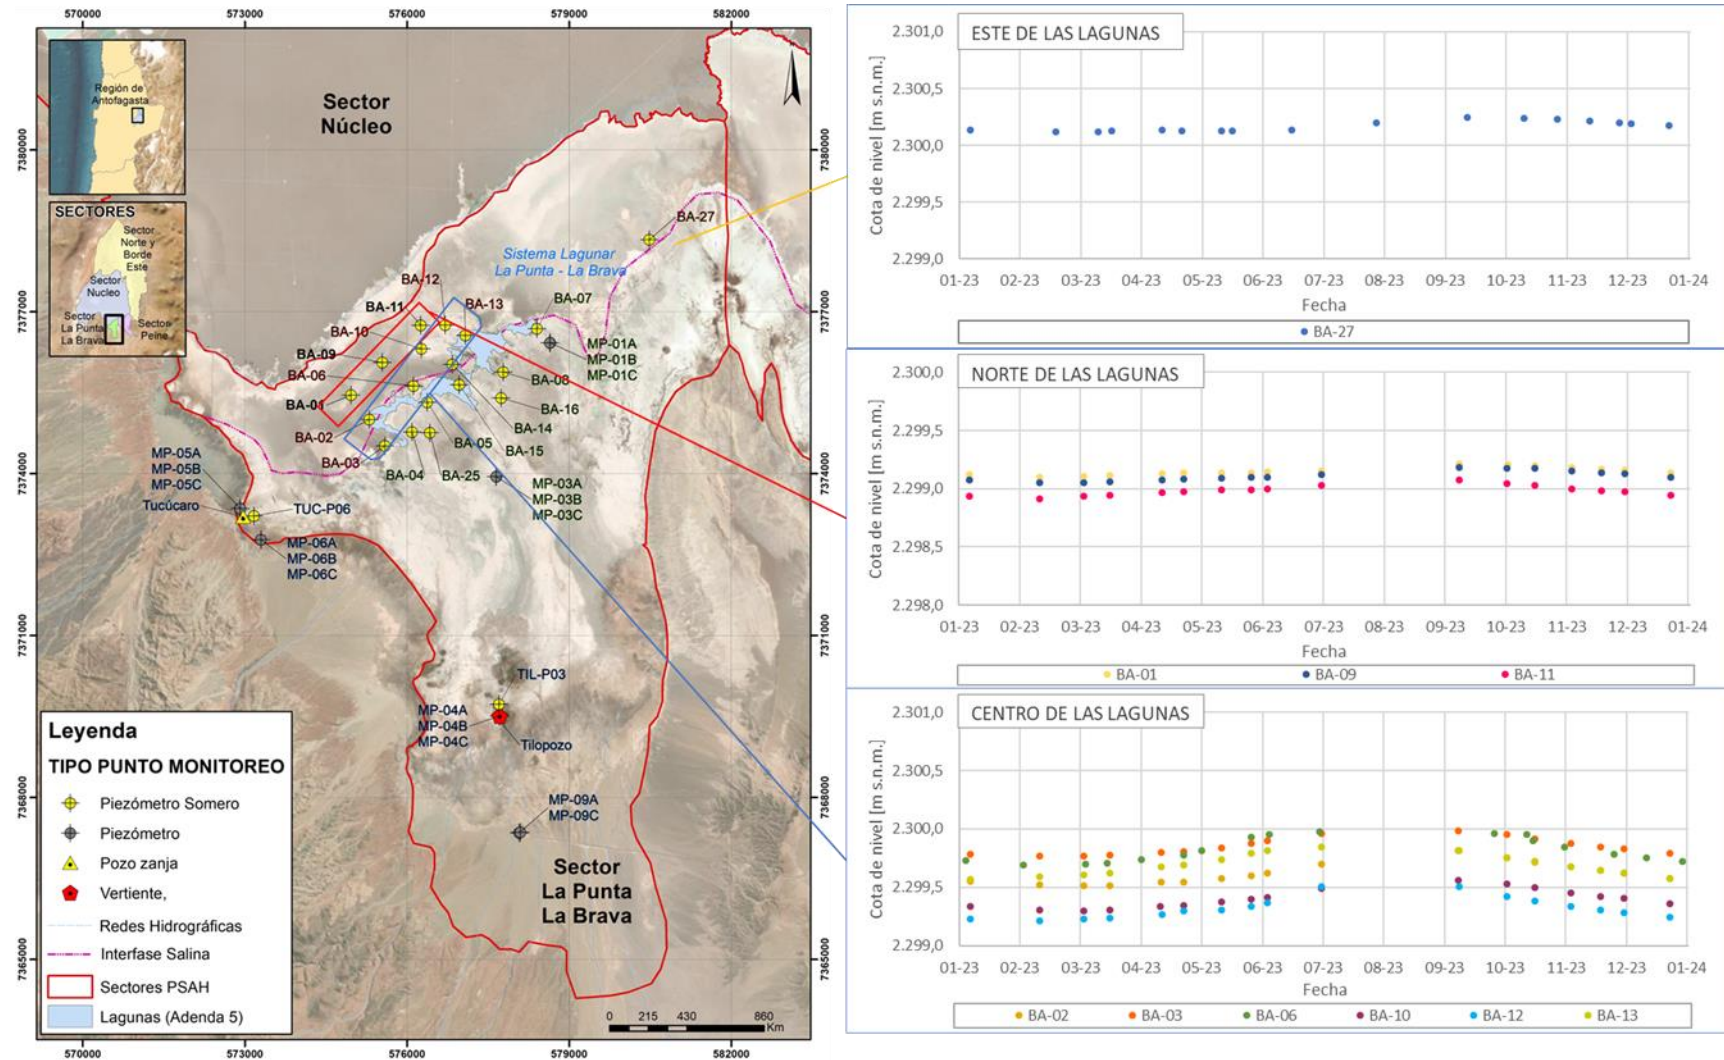 570000
573000
576000
579000
582000
Región de
Antofagasta
SECTORES
Sector
Norte y
Borde
Este
Sector
Nucleo
Sector
La Punta
La Brava
Sector
Peine
Sector
Núcleo
Sistema Lagunar
La Punta - La Brava
BA-27
BA-12
BA-13
BA-11
BA-07
BA-10
BA-09
BA-06
MP-01A
MP-01B
MP-01C
BA-08
BA-01
BA-16
BA-14
BA-02
BA-05
BA-15
BA-03
BA-04
BA-25
MP-05A
MP-05B
MP-05C
Tucúcaro
TUC-P06
MP-03A
MP-03B
MP-03C
MP-06A
MP-06B
MP-06C
TIL-P03
MP-04A
MP-04B
MP-04C
Tilopozo
MP-09A
MP-09C
Sector
La Punta
La Brava
7380000
7377000
7374000
7371000
7368000
7365000
7380000
7377000
7374000
7371000
7368000
7365000
Leyenda
TIPO PUNTO MONITOREO
Piezómetro Somero
Piezómetro
Pozo zanja
Vertiente,
Redes Hidrográficas
Interfase Salina
Sectores PSAH
Lagunas (Adenda 5)
0 215 430 860
Km
570000
573000
576000
579000
582000
ESTE DE LAS LAGUNAS
Cota de nivel [m s.n.m.]
2.301,0
2.300,5
2.300,0
2.299,5
2.299,0
01-23 02-23 03-23 04-23 05-23 06-23 07-23 08-23 09-23 10-23 11-23 12-23 01-24
Fecha
BA-27
NORTE DE LAS LAGUNAS
Cota de nivel [m s.n.m.]
2.300,0
2.299,5
2.299,0
2.298,5
2.298,0
01-23 02-23 03-23 04-23 05-23 06-23 07-23 08-23 09-23 10-23 11-23 12-23 01-24
Fecha
BA-01 BA-09 BA-11
CENTRO DE LAS LAGUNAS
Cota de nivel [m s.n.m.]
2.301,0
2.300,5
2.300,0
2.299,5
2.299,0
01-23 02-23 03-23 04-23 05-23 06-23 07-23 08-23 09-23 10-23 11-23 12-23 01-24
Fecha
BA-02 BA-03 BA-06 BA-10 BA-12 BA-13